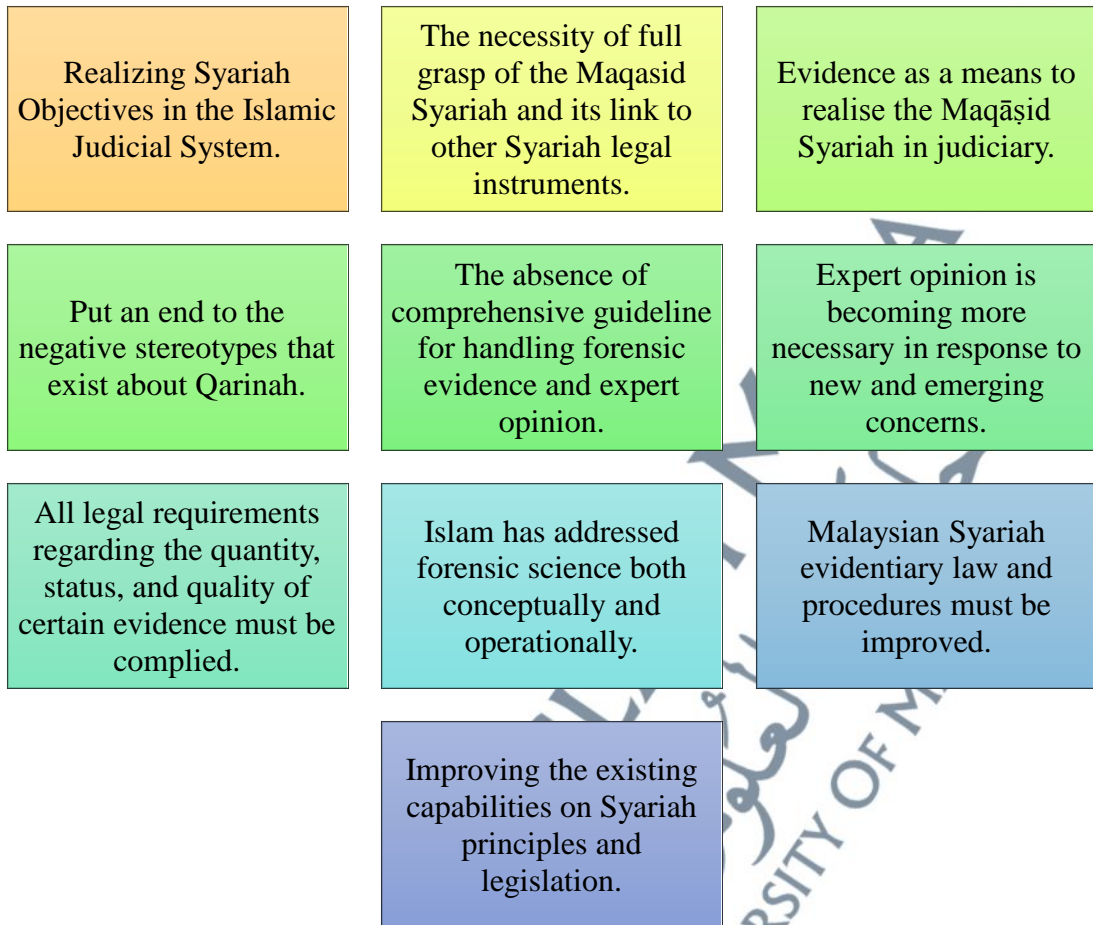 Realizing Syariah
Objectives in the Islamic
Judicial System.
The necessity of full
grasp of the Maqasid
Syariah and its link to
other Syariah legal
instruments.
Evidence as a means to
realise the Maqāṣid
Syariah in judiciary.
Put an end to the
negative stereotypes that
exist about Qarinah.
The absence of
comprehensive guideline
for handling forensic
evidence and expert
opinion.
Expert opinion is
becoming more
necessary in response to
new and emerging
concerns.
All legal requirements
regarding the quantity,
status, and quality of
certain evidence must be
complied.
Islam has addressed
forensic science both
conceptually and
operationally.
Malaysian Syariah
evidentiary law and
procedures must be
improved.
Improving the existing
capabilities on Syariah
principles and
legislation.
OF